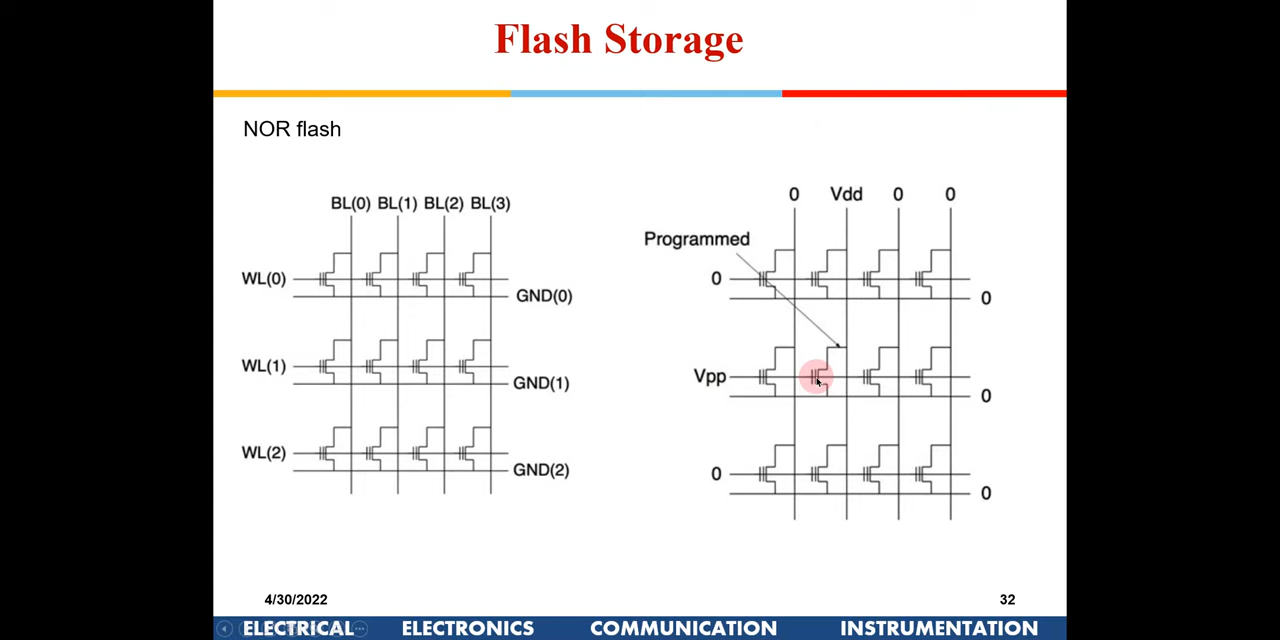 Flash Storage
NOR flash
BL(0) BL(1) BL(2) BL(3)
WL(0)
GND(0)
WL(1)
GND(1)
WL(2)
GND(2)
0 Vdd 0 0
Programmed
0
0
Vpp
0
0
0
4/30/2022
32
ELECTRICAL ELECTRONICS COMMUNICATION INSTRUMENTATION